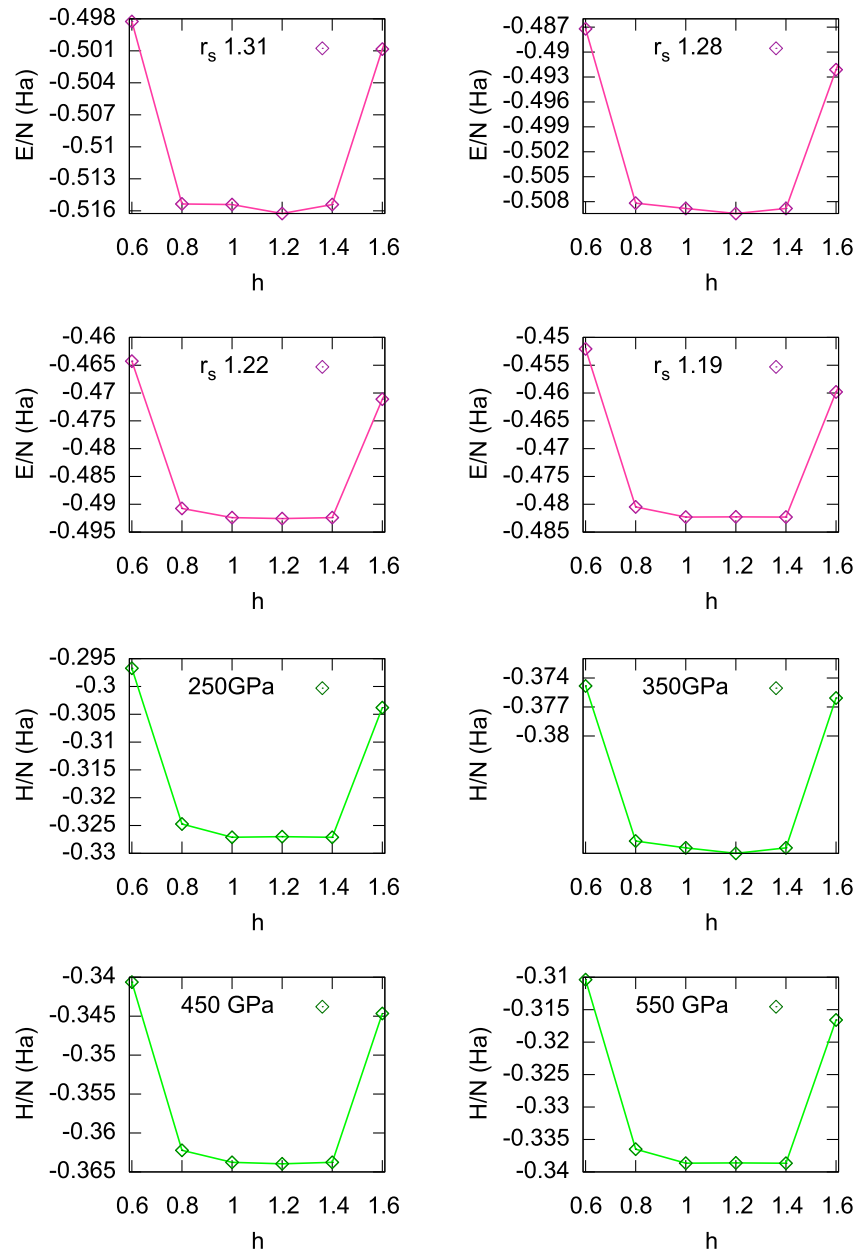 r_s 1.31
E/N (Ha)
-0.498
-0.501
-0.504
-0.507
-0.51
-0.513
-0.516
0.6 0.8 1 1.2 1.4 1.6
h
r_s 1.28
E/N (Ha)
-0.487
-0.49
-0.493
-0.496
-0.499
-0.502
-0.505
-0.508
0.6 0.8 1 1.2 1.4 1.6
h
r_s 1.22
E/N (Ha)
-0.46
-0.465
-0.47
-0.475
-0.48
-0.485
-0.49
-0.495
0.6 0.8 1 1.2 1.4 1.6
h
r_s 1.19
E/N (Ha)
-0.45
-0.455
-0.46
-0.465
-0.47
-0.475
-0.48
-0.485
0.6 0.8 1 1.2 1.4 1.6
h
250GPa
H/N (Ha)
-0.295
-0.3
-0.305
-0.31
-0.315
-0.32
-0.325
-0.33
0.6 0.8 1 1.2 1.4 1.6
h
350GPa
H/N (Ha)
-0.374
-0.377
-0.38
0.6 0.8 1 1.2 1.4 1.6
h
450 GPa
H/N (Ha)
-0.34
-0.345
-0.35
-0.355
-0.36
-0.365
0.6 0.8 1 1.2 1.4 1.6
h
550 GPa
H/N (Ha)
-0.31
-0.315
-0.32
-0.325
-0.33
-0.335
-0.34
0.6 0.8 1 1.2 1.4 1.6
h